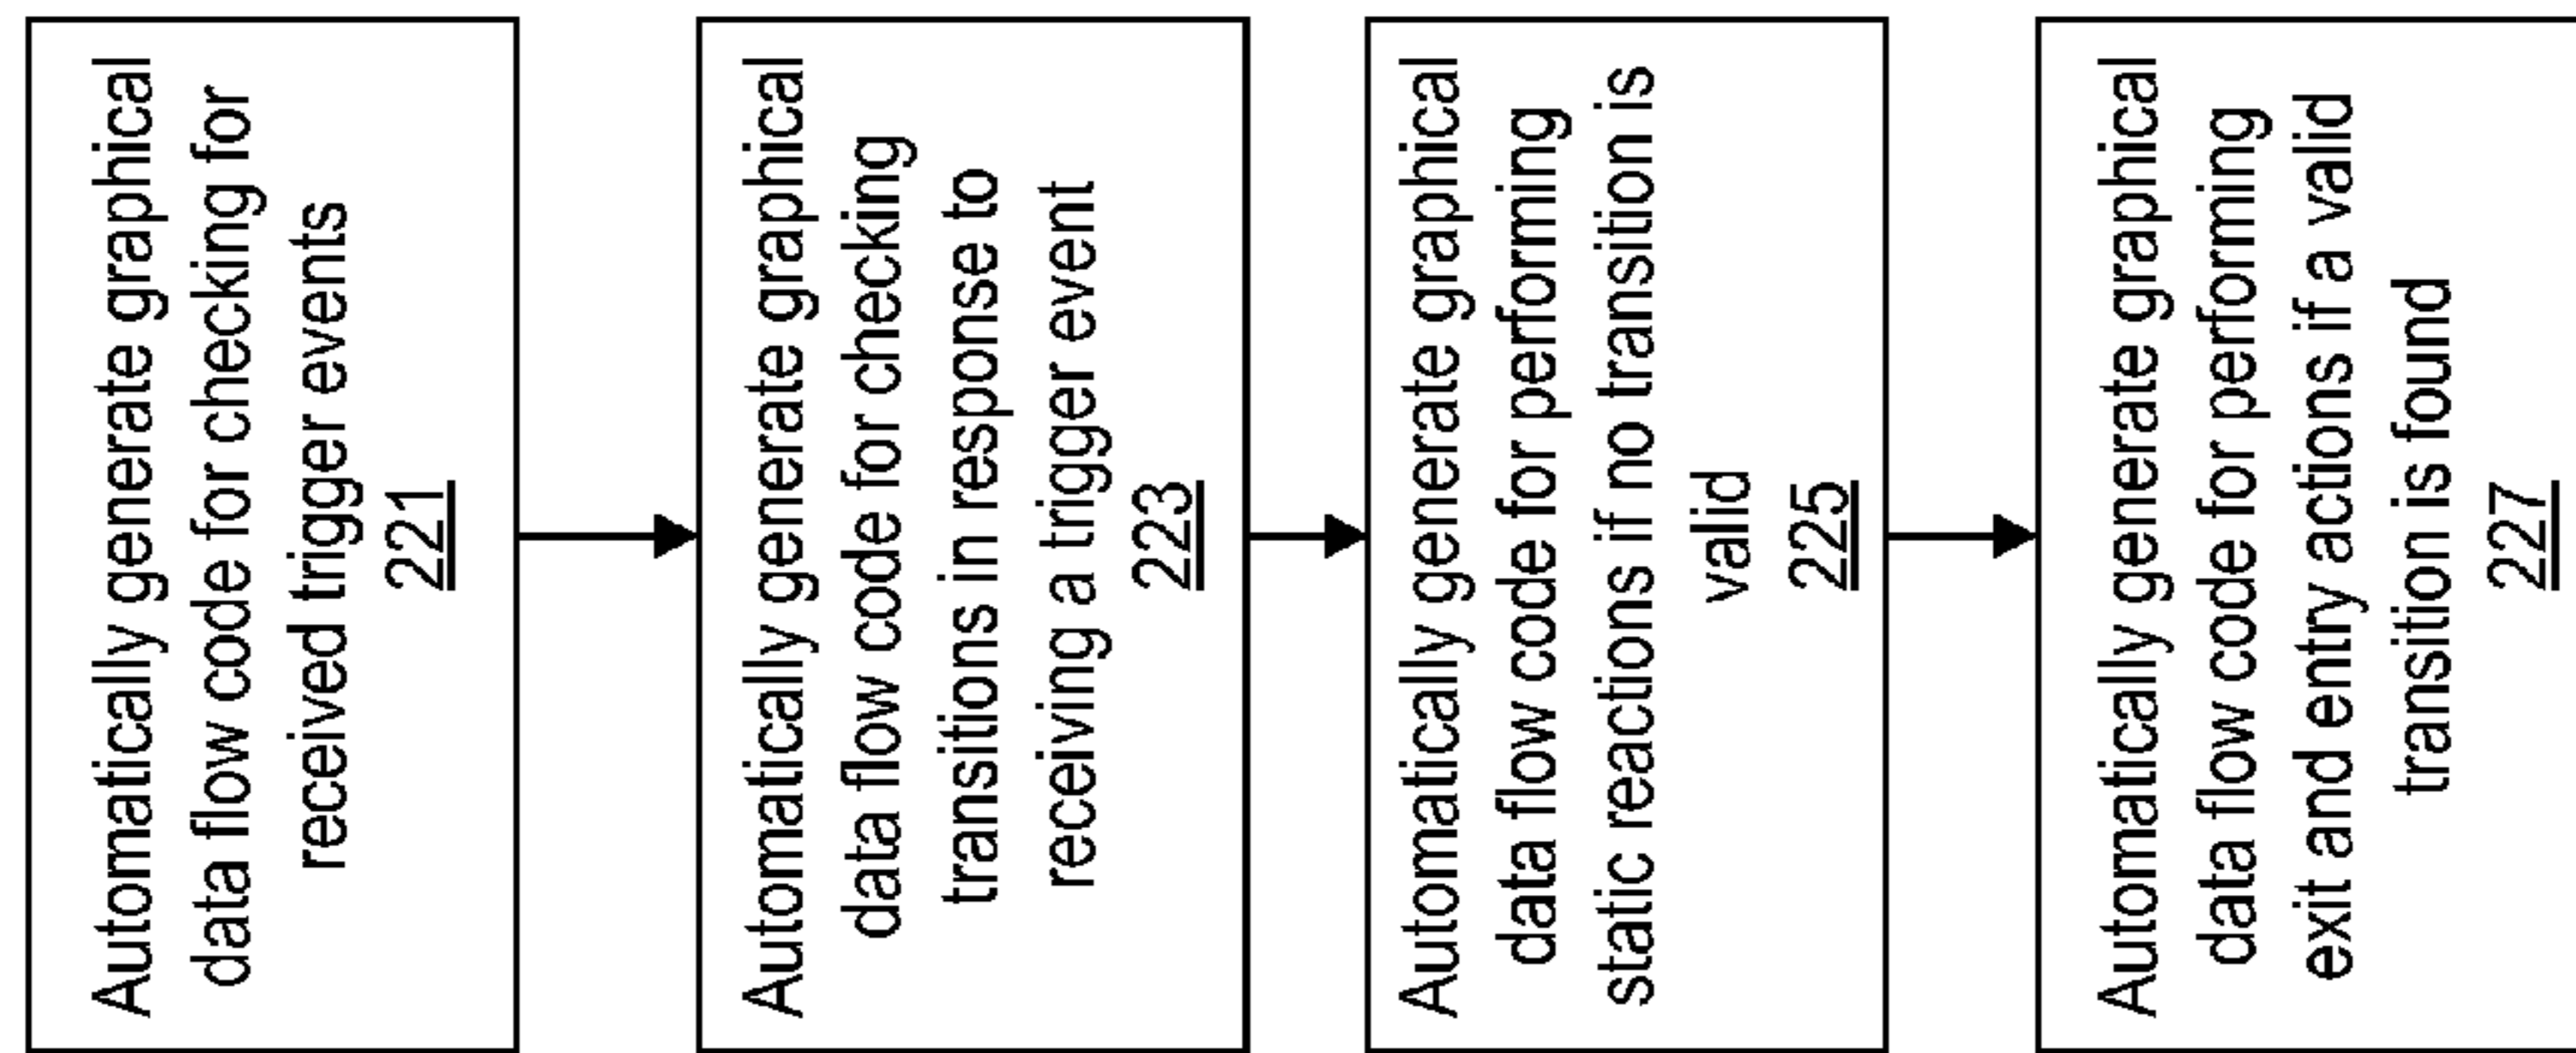 Automatically generate graphical
data flow code for checking for
received trigger events
221
Automatically generate graphical
data flow code for checking
transitions in response to
receiving a trigger event
223
Automatically generate graphical
data flow code for performing
static reactions if no transition is
valid
225
Automatically generate graphical
data flow code for performing
exit and entry actions if a valid
transition is found
227